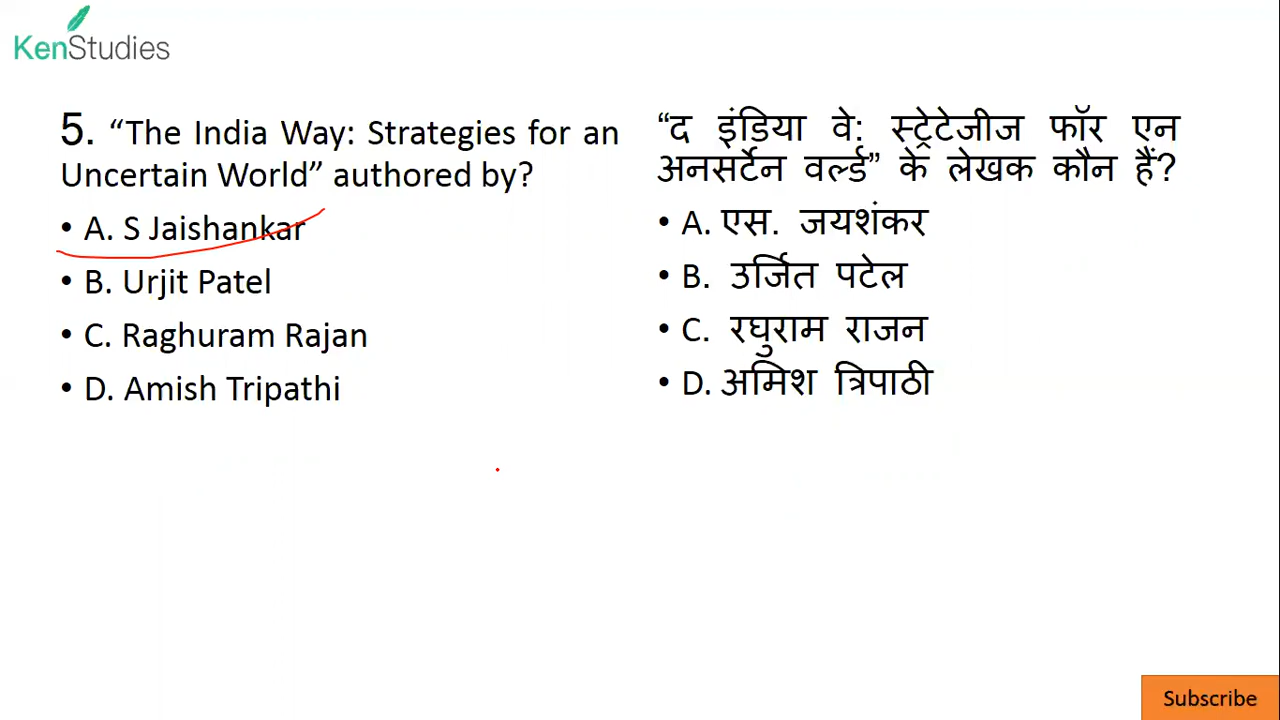 KenStudies
5. “The India Way: Strategies for an
Uncertain World” authored by?
• A. S Jaishankar
• B. Urjit Patel
• C. Raghuram Rajan
• D. Amish Tripathi
“द इंडिया वे: स्ट्रेटेजीज फॉर एन
अनसर्टेन वर्ल्ड” के लेखक कौन हैं?
• A. एस. जयशंकर
• B. उर्जित पटेल
• C. रघुराम राजन
• D. अमिश त्रिपाठी
Subscribe